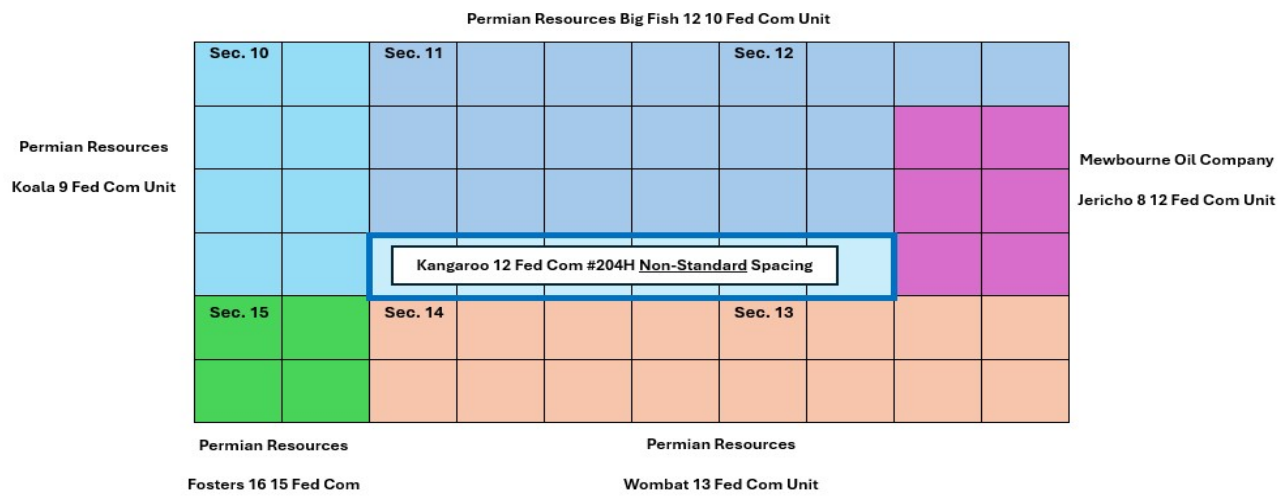 Permian Resources Big Fish 12 10 Fed Com Unit
Sec. 10
Sec. 11
Sec. 12
Permian Resources
Koala 9 Fed Com Unit
Mewbourne Oil Company
Jericho 8 12 Fed Com Unit
Kangaroo 12 Fed Com #204H Non-Standard Spacing
Sec. 15
Sec. 14
Sec. 13
Permian Resources
Fosters 16 15 Fed Com
Permian Resources
Wombat 13 Fed Com Unit